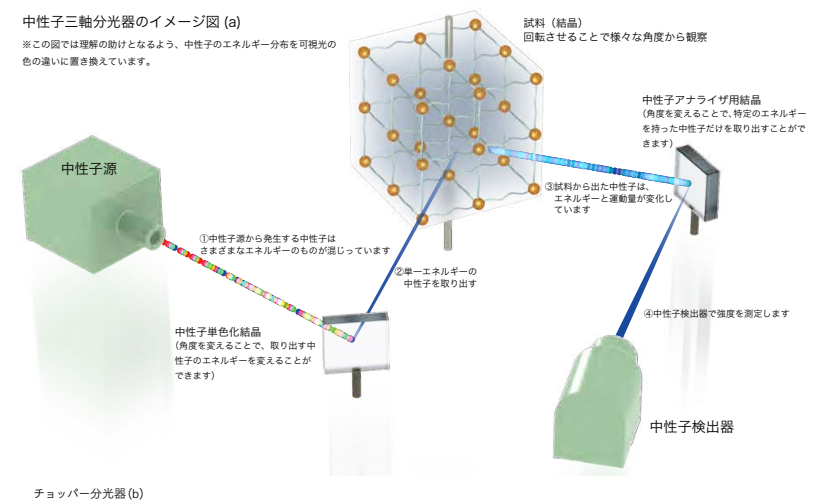 中性子三軸分光器のイメージ図 (a)
※この図では理解の助けとなるよう、中性子のエネルギー分布を可視光の
色の違いに置き換えています。
試料（結晶）
回転させることで様々な角度から観察
中性子アナライザ用結晶
（角度を変えることで、特定のエネルギー
を持った中性子だけを取り出すことがで
きます）
中性子源
③試料から出た中性子は、
エネルギーと運動量が変化し
ています
①中性子源から発生する中性子は
さまざまなエネルギーのものが混じっています
②単一エネルギーの
中性子を取り出す
④中性子検出器で強度を測定します
中性子単色化結晶
（角度を変えることで、取り出す中
性子のエネルギーを変えることが
できます）
中性子検出器
チョッパー分光器(b)